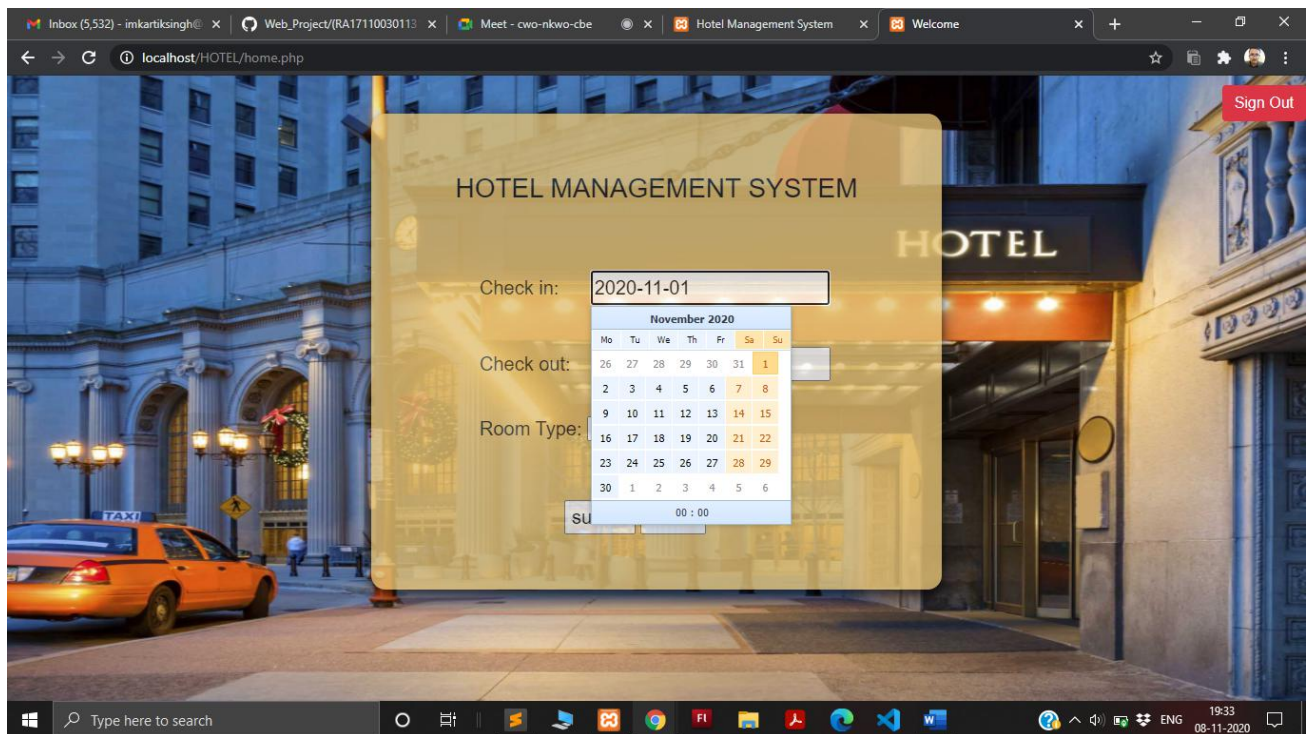 Inbox (5,532) - imkartiksingh@
Web_Project/(RA17110030113
Meet - cwo-nkwo-cbe
Hotel Management System
Welcome
localhost/HOTEL/home.php
Sign Out
HOTEL MANAGEMENT SYSTEM
HOTEL
Check in: 2020-11-01
November 2020
Mo Tu We Th Fr Sa Su
26 27 28 29 30 31 1
2 3 4 5 6 7 8
9 10 11 12 13 14 15
16 17 18 19 20 21 22
23 24 25 26 27 28 29
30 1 2 3 4 5 6
00 : 00
Check out:
Room Type:
su
TAXI
Type here to search
FL
ENG
19:33
08-11-2020